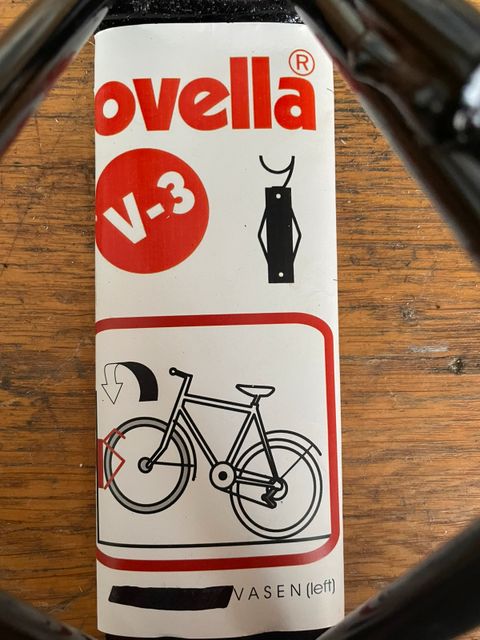 ovella®
V-3
VASEN (left)